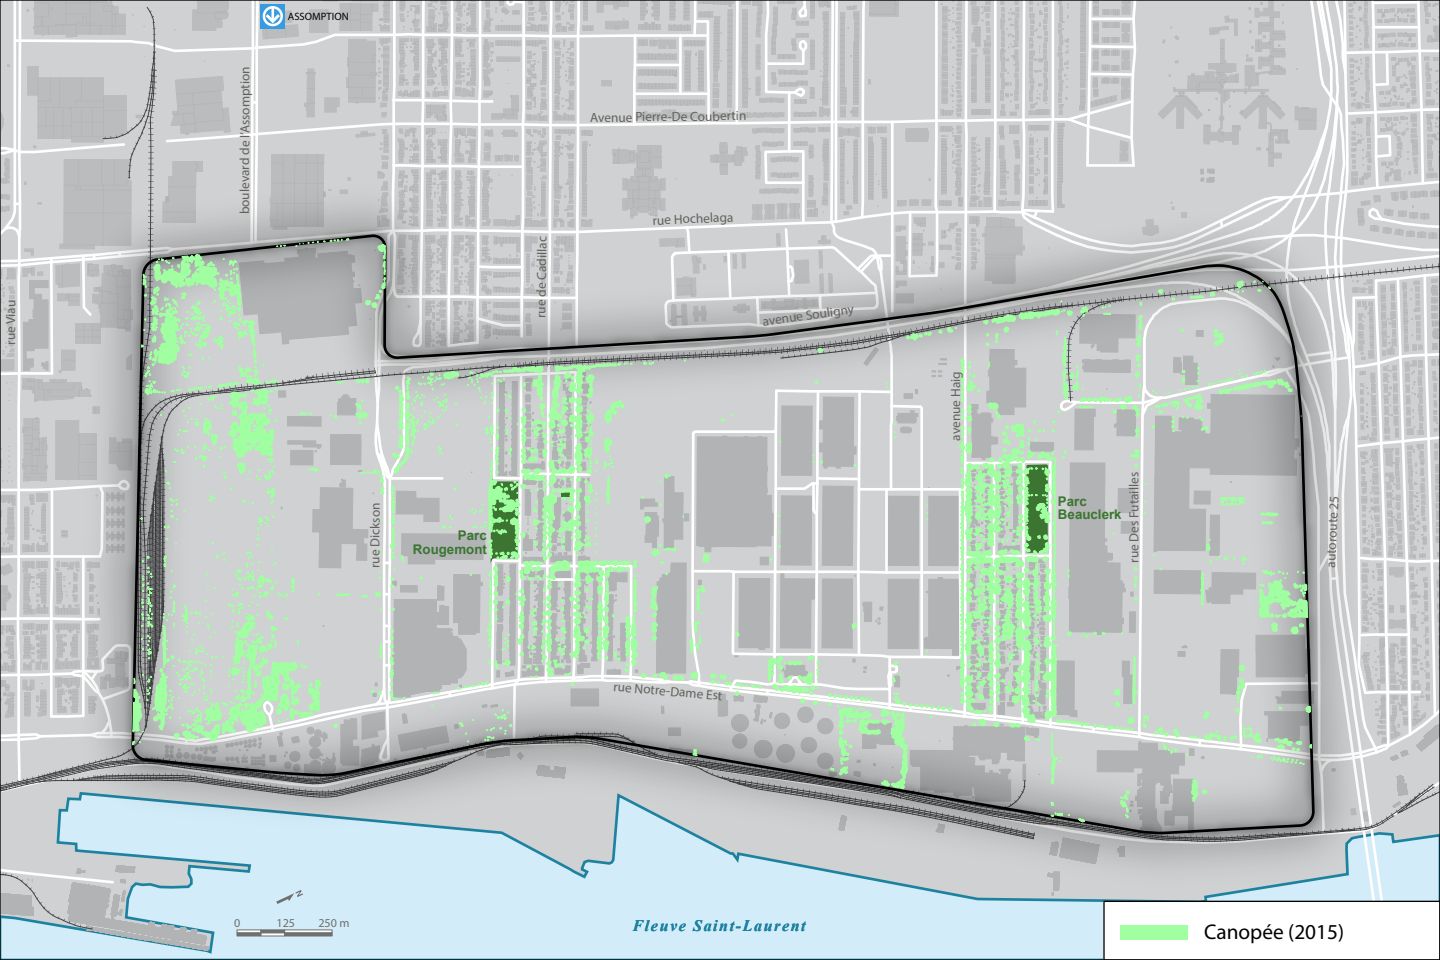 ASSOMPTION
boulevard de l'Assomption
Avenue Pierre-De Coubertin
rue Hochelaga
rue de Cadillac
rue Viau
avenue Souligny
avenue Haig
Parc
Beauclerk
rue Des Futailles
autoroute 25
rue Dickson
Parc
Rougemont
rue Notre-Dame Est
N
0 125 250 m
Fleuve Saint-Laurent
Canopée (2015)